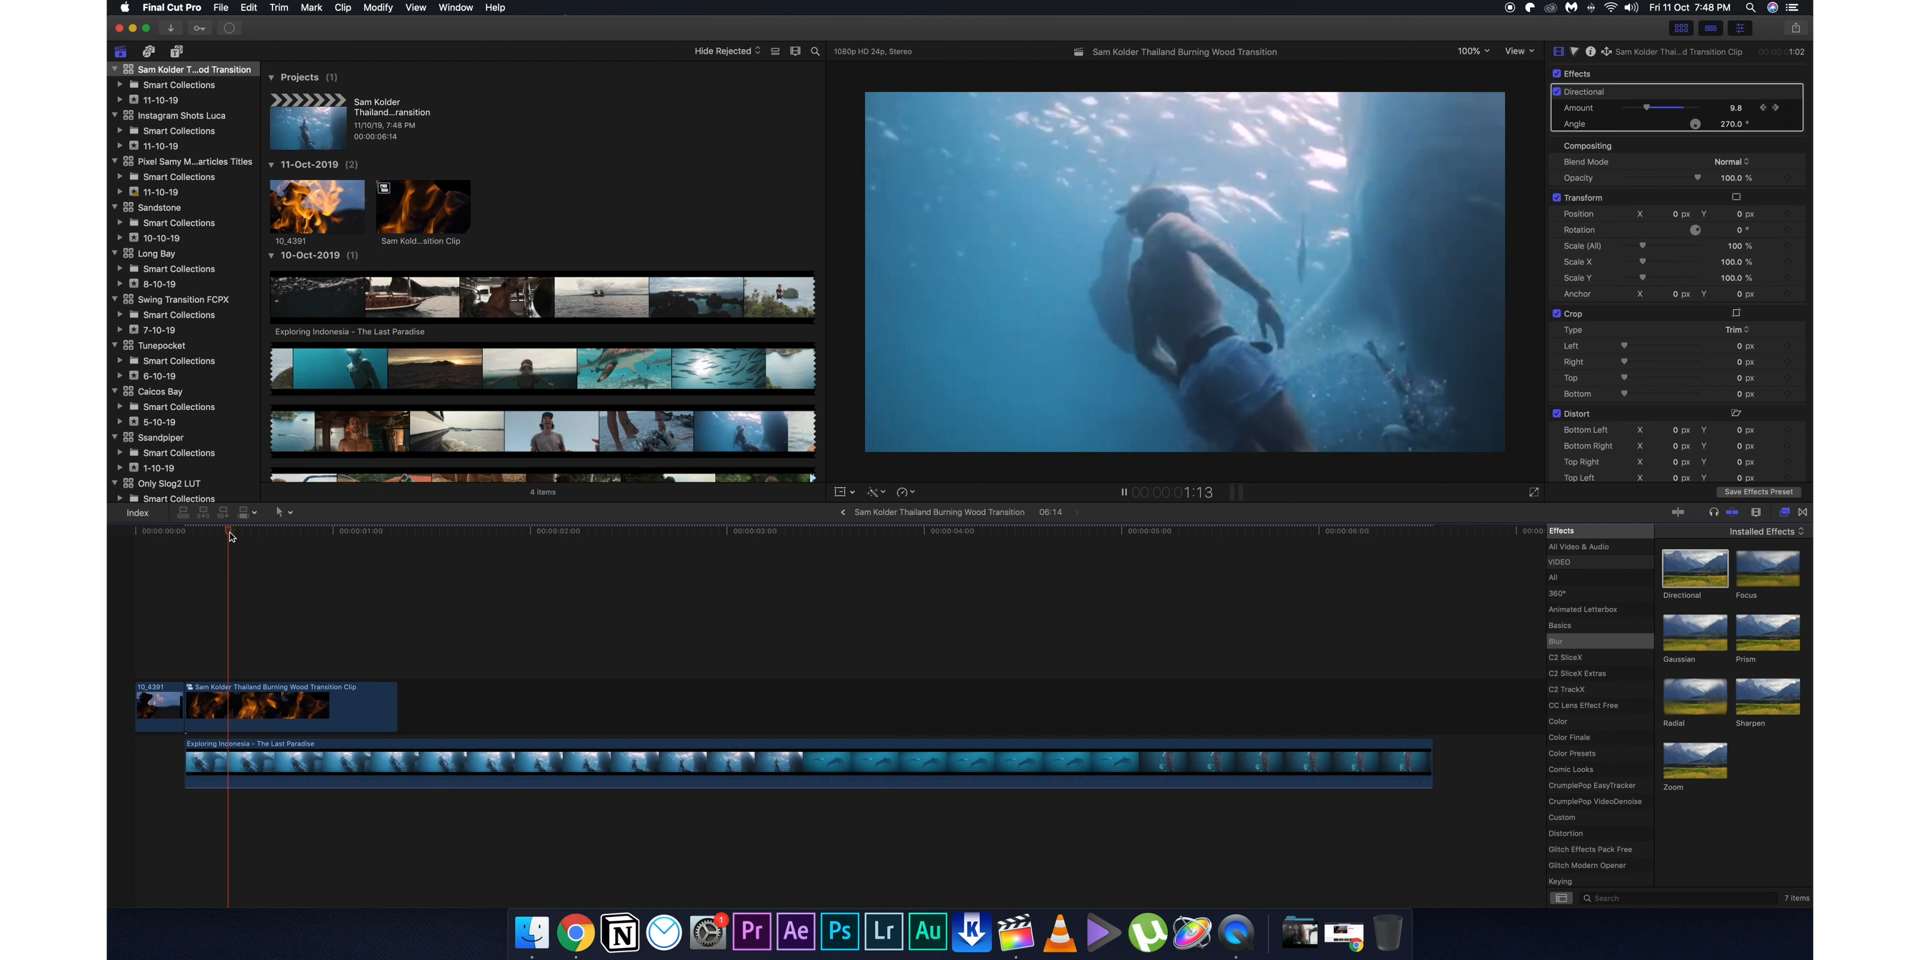 Final Cut Pro File Edit Trim Mark Clip Modify View Window Help
Fri 11 Oct 7:48 PM
Hide Rejected
1080p HD 24p, Stereo
Sam Kolder Thailand Burning Wood Transition
100% View
Sam Kolder Thai...d Transition Clip
1:02
Sam Kolder T...od Transition
Smart Collections
11-10-19
Instagram Shots Luca
Smart Collections
11-10-19
Pixel Samy M...articles Titles
Smart Collections
11-10-19
Sandstone
Smart Collections
10-10-19
Long Bay
Smart Collections
8-10-19
Swing Transition FCPX
Smart Collections
7-10-19
Tunepocket
Smart Collections
6-10-19
Caicos Bay
Smart Collections
5-10-19
Ssandpiper
Smart Collections
1-10-19
Only Slog2 LUT
Smart Collections
Projects (1)
Sam Kolder
Thailand...ransition
11/10/19, 7:48 PM
00:00:06:14
11-Oct-2019 (2)
10_4391
Sam Kold...sition Clip
10-Oct-2019 (1)
Exploring Indonesia - The Last Paradise
4 items
00:00:00:01:13
Effects
Directional
Amount 9.8
Angle 270.0 °
Compositing
Blend Mode Normal
Opacity 100.0 %
Transform
Position X 0 px Y 0 px
Rotation 0 °
Scale (All) 100 %
Scale X 100.0 %
Scale Y 100.0 %
Anchor X 0 px Y 0 px
Crop
Type Trim
Left 0 px
Right 0 px
Top 0 px
Bottom 0 px
Distort
Bottom Left X 0 px Y 0 px
Bottom Right X 0 px Y 0 px
Top Right X 0 px Y 0 px
Top Left X 0 px Y 0 px
Save Effects Preset
Index
Sam Kolder Thailand Burning Wood Transition 06:14
00:00:00:00 00:00:01:00 00:00:02:00 00:00:03:00 00:00:04:00 00:00:05:00 00:00:06:00 00:00:
10_4391
Sam Kolder Thailand Burning Wood Transition Clip
Exploring Indonesia - The Last Paradise
Effects
Installed Effects
All Video & Audio
VIDEO
All
360°
Animated Letterbox
Basics
Blur
C2 SliceX
C2 SliceX Extras
C2 TrackX
CC Lens Effect Free
Color
Color Finale
Color Presets
Comic Looks
CrumplePop EasyTracker
CrumplePop VideoDenoise
Custom
Distortion
Glitch Effects Pack Free
Glitch Modern Opener
Keying
Directional
Focus
Gaussian
Prism
Radial
Sharpen
Zoom
Search
7 items
1
Pr
Ae
Ps
Lr
Au
K